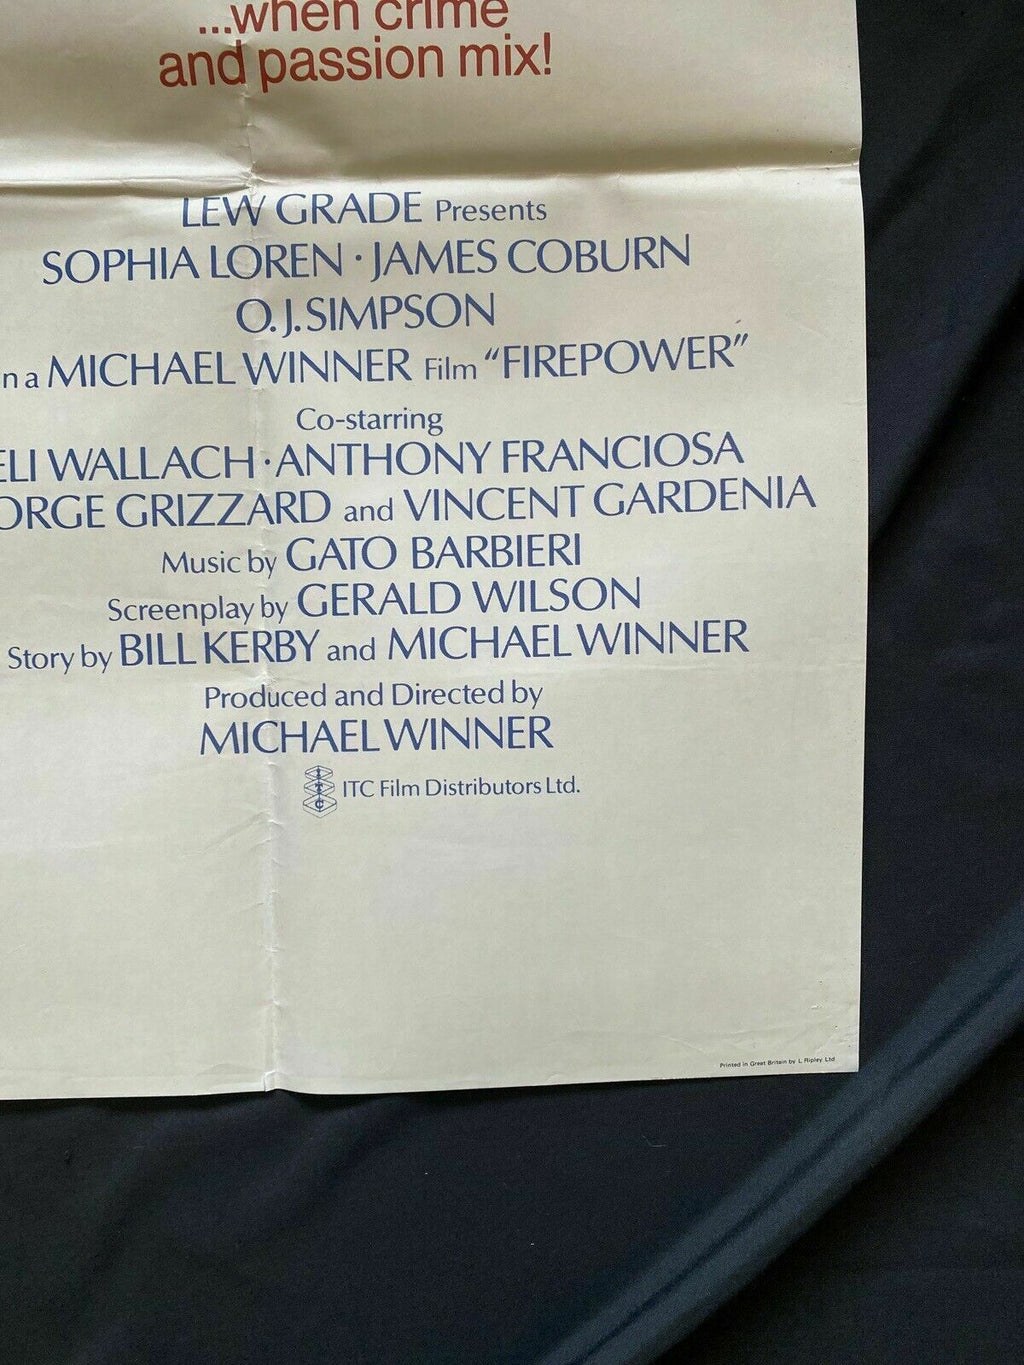 ...when crime
and passion mix!
LEW GRADE Presents
SOPHIA LOREN · JAMES COBURN
O.J. SIMPSON
n a MICHAEL WINNER Film “FIREPOWER”
Co-starring
ELI WALLACH · ANTHONY FRANCIOSA
ORGE GRIZZARD and VINCENT GARDENIA
Music by GATO BARBIERI
Screenplay by GERALD WILSON
Story by BILL KERBY and MICHAEL WINNER
Produced and Directed by
MICHAEL WINNER
ITC ITC Film Distributors Ltd.
Printed in Great Britain by L Ripley Ltd